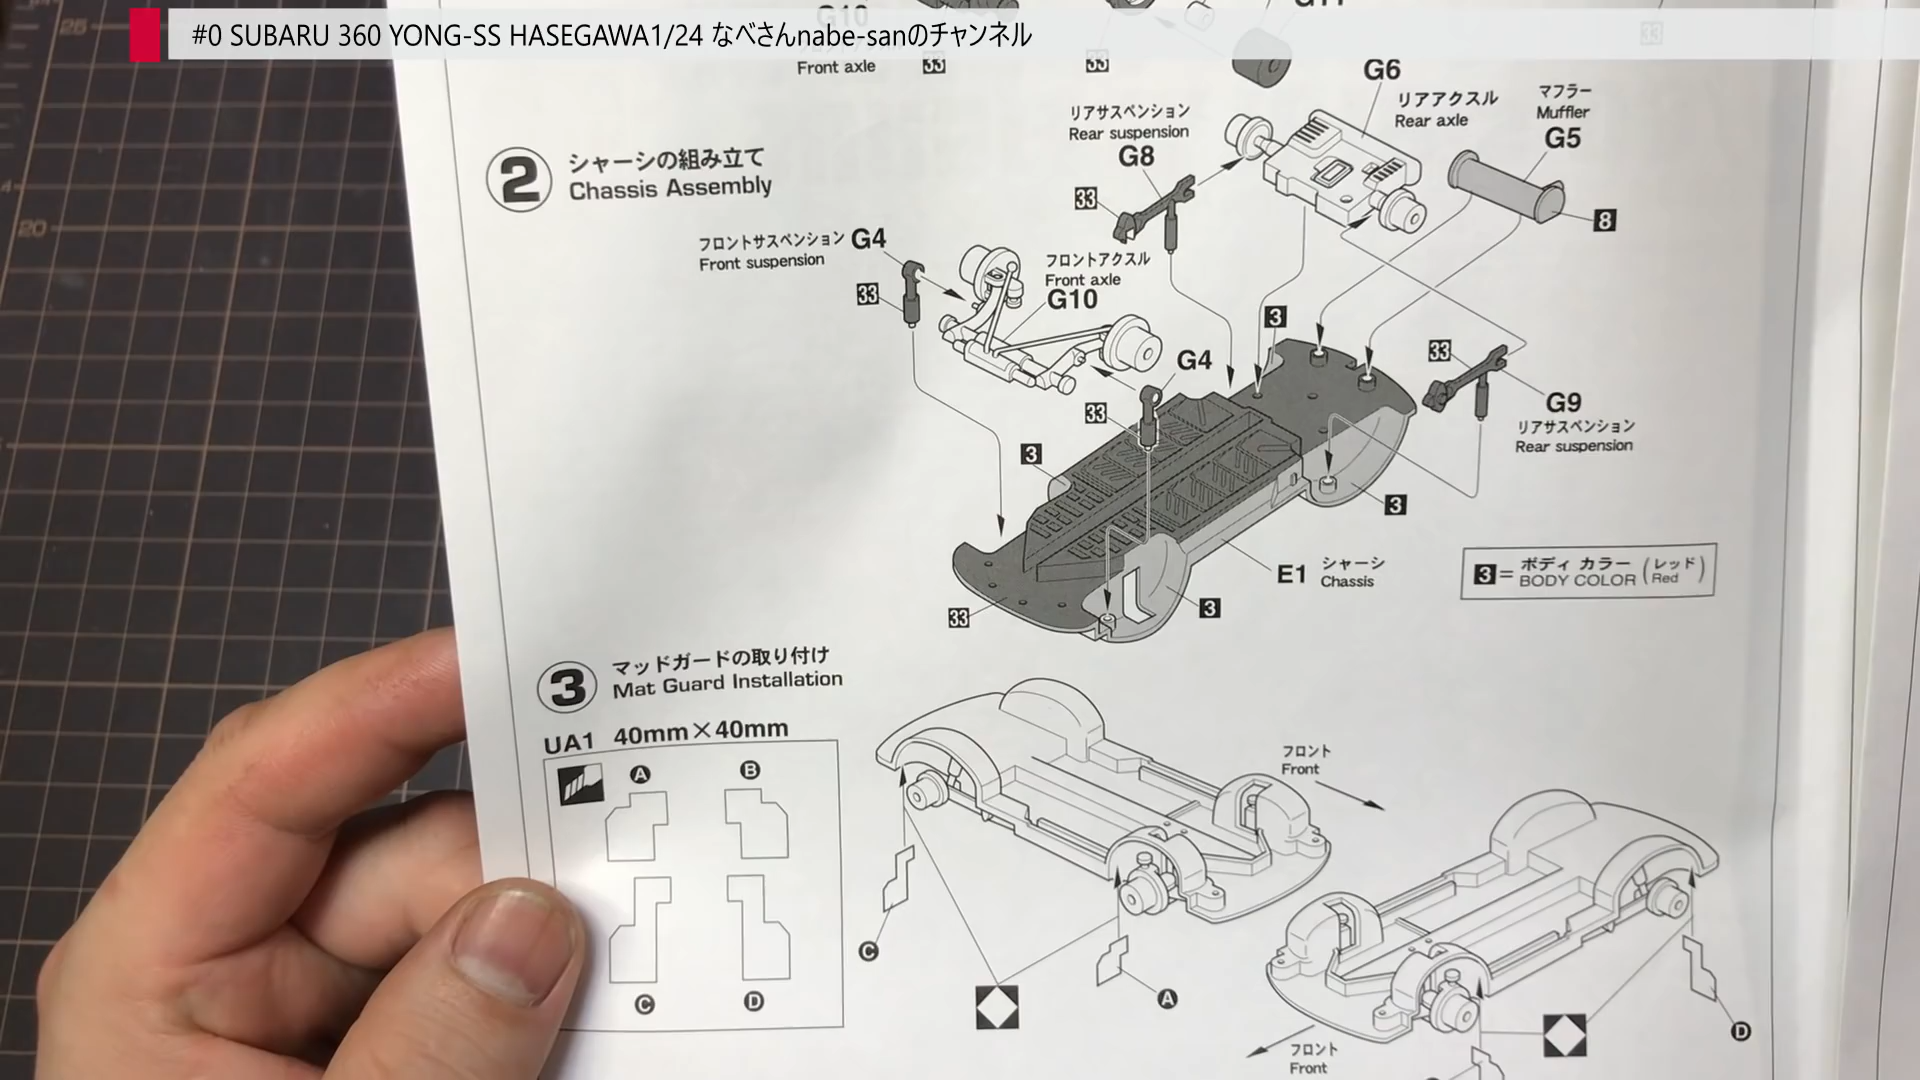 #0 SUBARU 360 YONG-SS HASEGAWA1/24 なべさんnabe-sanのチャンネル
G10
G11
Front axle
33
33
33
G6
リアアクスル
Rear axle
マフラー
Muffler
G5
8
リアサスペンション
Rear suspension
G8
33
2
シャーシの組み立て
Chassis Assembly
フロントサスペンション G4
Front suspension
33
フロントアクスル
Front axle
G10
3
G4
33
33
G9
リアサスペンション
Rear suspension
3
3
E1 シャーシ
Chassis
3
33
3 = ボディ カラー (レッド)
BODY COLOR (Red)
3
マッドガードの取り付け
Mat Guard Installation
UA1 40mm×40mm
A
B
C
D
フロント
Front
C
A
D
フロント
Front